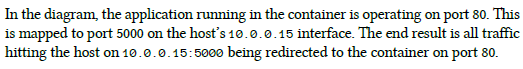 In the diagram, the application running in the container is operating on port 80. This
is mapped to port 5000 on the host's 10.0.0.15 interface. The end result is all traffic
hitting the host on 10.0.0.15:5000 being redirected to the container on port 80.